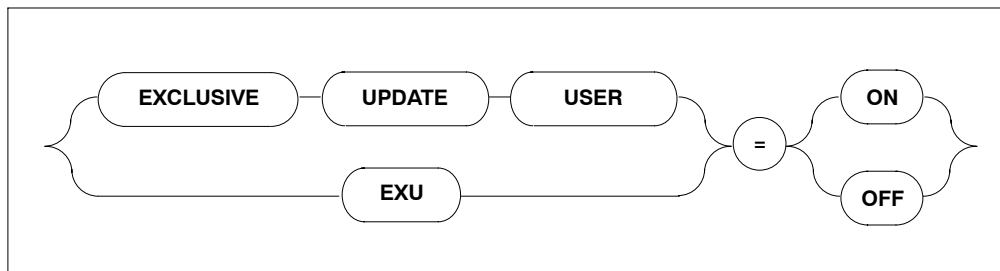 EXCLUSIVE UPDATE USER
EXU
=
ON
OFF